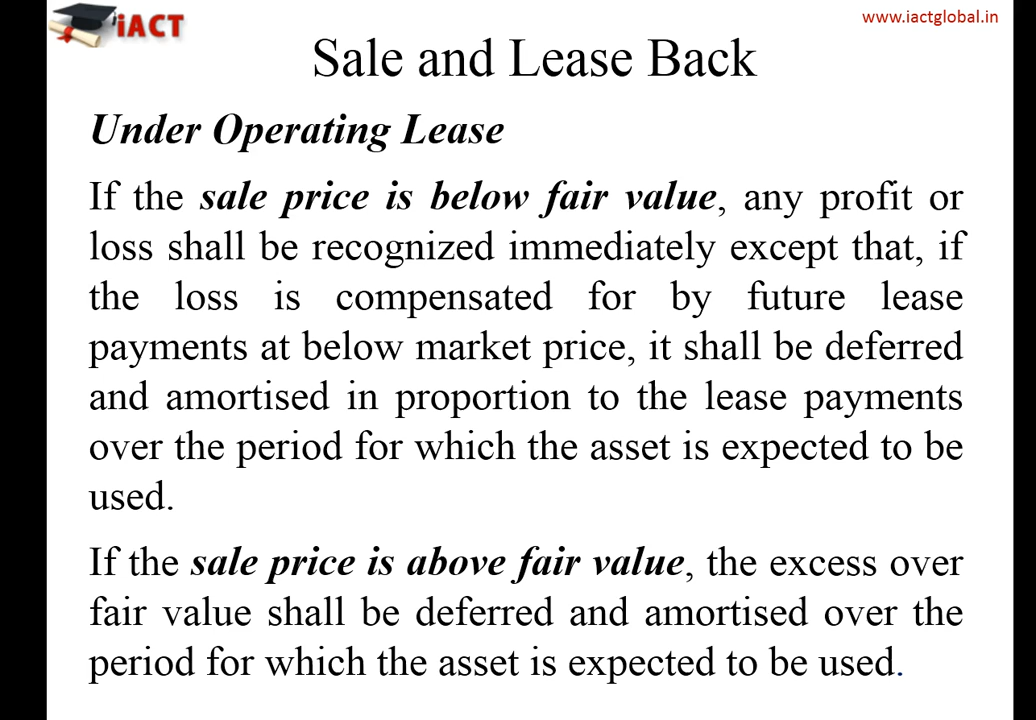 iACT
www.iactglobal.in
Sale and Lease Back
Under Operating Lease
If the sale price is below fair value, any profit or
loss shall be recognized immediately except that, if
the loss is compensated for by future lease
payments at below market price, it shall be deferred
and amortised in proportion to the lease payments
over the period for which the asset is expected to be
used.
If the sale price is above fair value, the excess over
fair value shall be deferred and amortised over the
period for which the asset is expected to be used.